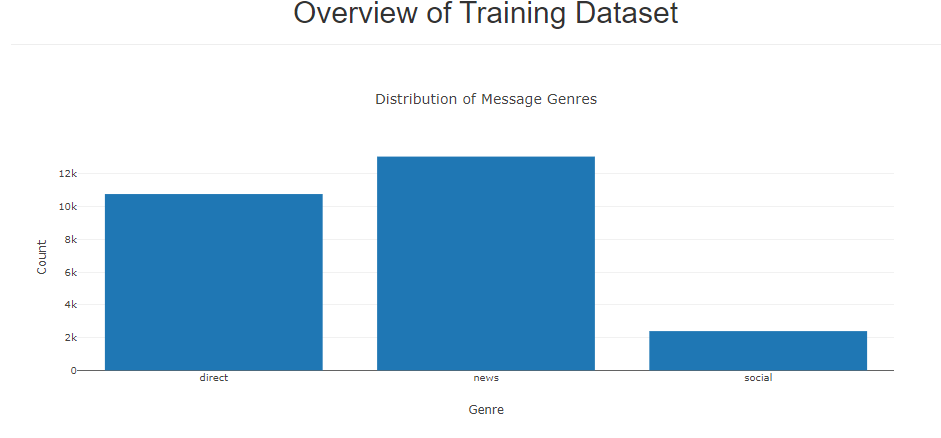 Overview of Training Dataset
Distribution of Message Genres
12k
10k
8k
6k
4k
2k
0
Count
direct news social
Genre